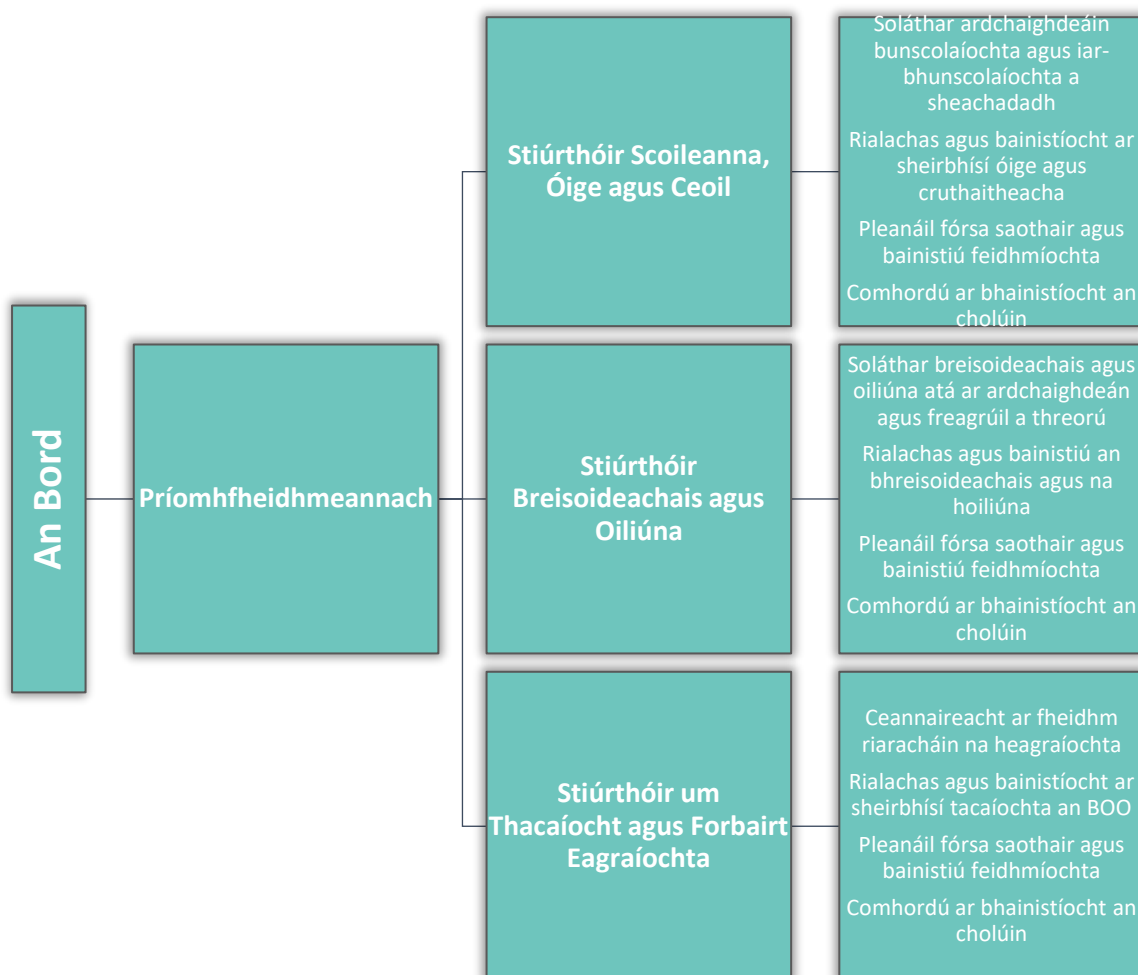 An Bord
Príomhfheidhmeannach
Stiúrthóir Scoileanna,
Óige agus Ceoil
Soláthar ardchaighdeáin
bunscolaíochta agus iar-
bhunscolaíochta a
sheachadadh
Rialachas agus bainistíocht ar
sheirbhísí óige agus
cruthaitheacha
Pleanáil fórsa saothair agus
bainistiú feidhmíochta
Comhordú ar bhainistíocht an
cholúin
Stiúrthóir
Breisoideachais agus
Oiliúna
Soláthar breisoideachais agus
oiliúna atá ar ardchaighdeán
agus freagrúil a threorú
Rialachas agus bainistiú an
bhreisoideachais agus na
hoiliúna
Pleanáil fórsa saothair agus
bainistiú feidhmíochta
Comhordú ar bhainistíocht an
cholúin
Stiúrthóir um
Thacaíocht agus Forbairt
Eagraíochta
Ceannaireacht ar fheidhm
riaracháin na heagraíochta
Rialachas agus bainistíocht ar
sheirbhísí tacaíochta an BOO
Pleanáil fórsa saothair agus
bainistiú feidhmíochta
Comhordú ar bhainistíocht an
cholúin